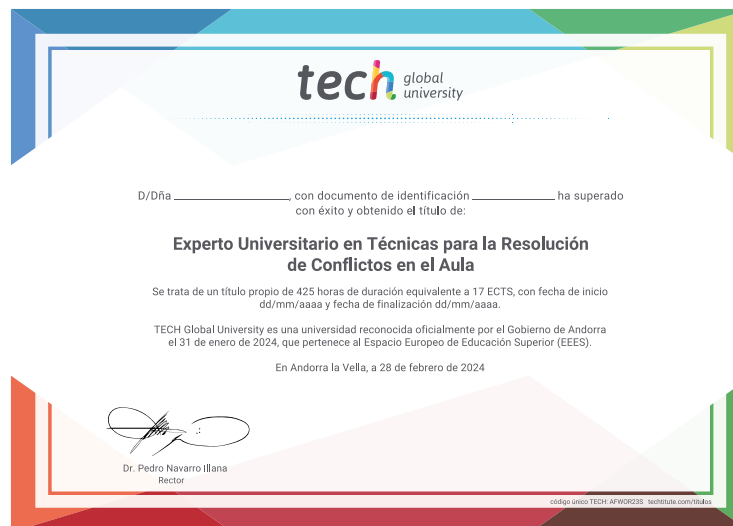 tech global university
D/Dña ____________________, con documento de identificación ______________ ha superado
con éxito y obtenido el título de:
Experto Universitario en Técnicas para la Resolución
de Conflictos en el Aula
Se trata de un título propio de 425 horas de duración equivalente a 17 ECTS, con fecha de inicio
dd/mm/aaaa y fecha de finalización dd/mm/aaaa.
TECH Global University es una universidad reconocida oficialmente por el Gobierno de Andorra
el 31 de enero de 2024, que pertenece al Espacio Europeo de Educación Superior (EEES).
En Andorra la Vella, a 28 de febrero de 2024
Dr. Pedro Navarro Illana
Rector
código único TECH: AFWOR23S techtitute.com/titulos